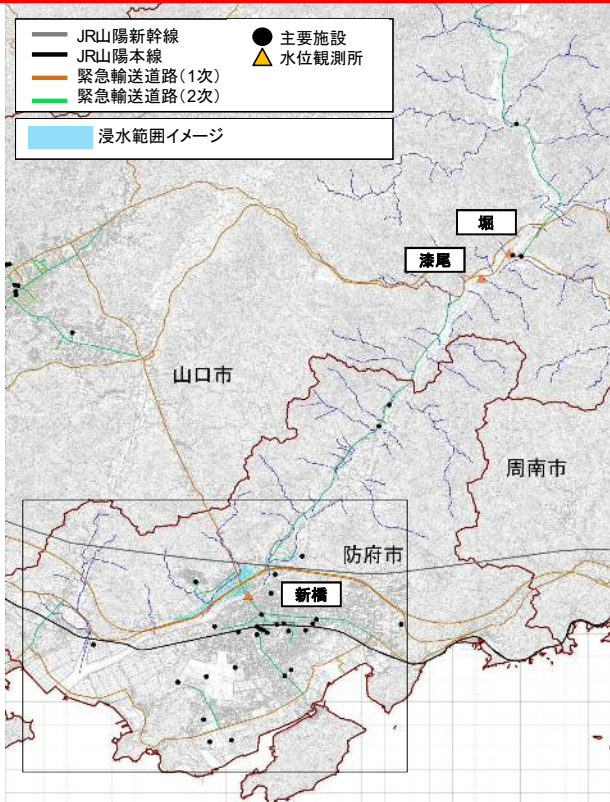 JR山陽新幹線
JR山陽本線
緊急輸送道路(1次)
緊急輸送道路(2次)
主要施設
水位観測所
浸水範囲イメージ
堀
漆尾
山口市
周南市
防府市
新橋